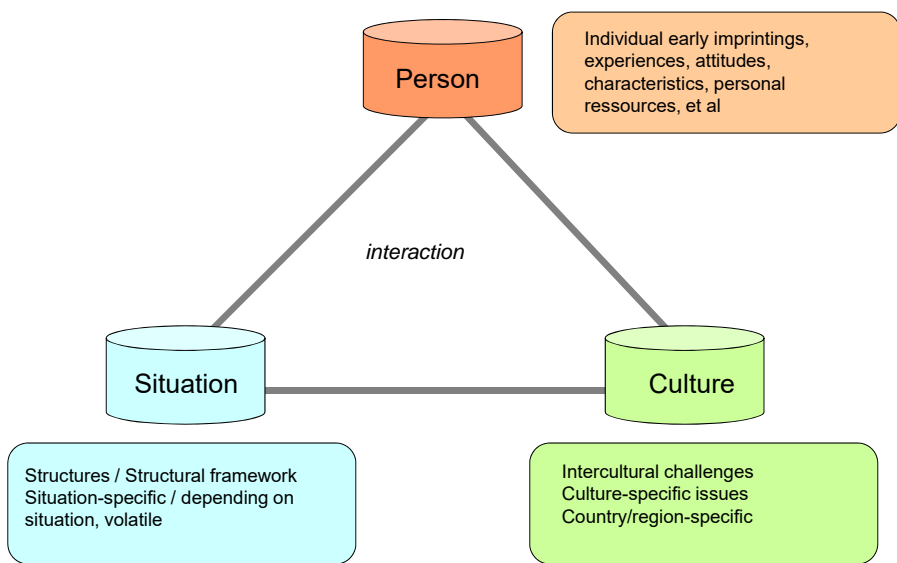 Person
Individual early imprintings,
experiences, attitudes,
characteristics, personal
ressources, et al
interaction
Situation
Culture
Structures / Structural framework
Situation-specific / depending on
situation, volatile
Intercultural challenges
Culture-specific issues
Country/region-specific